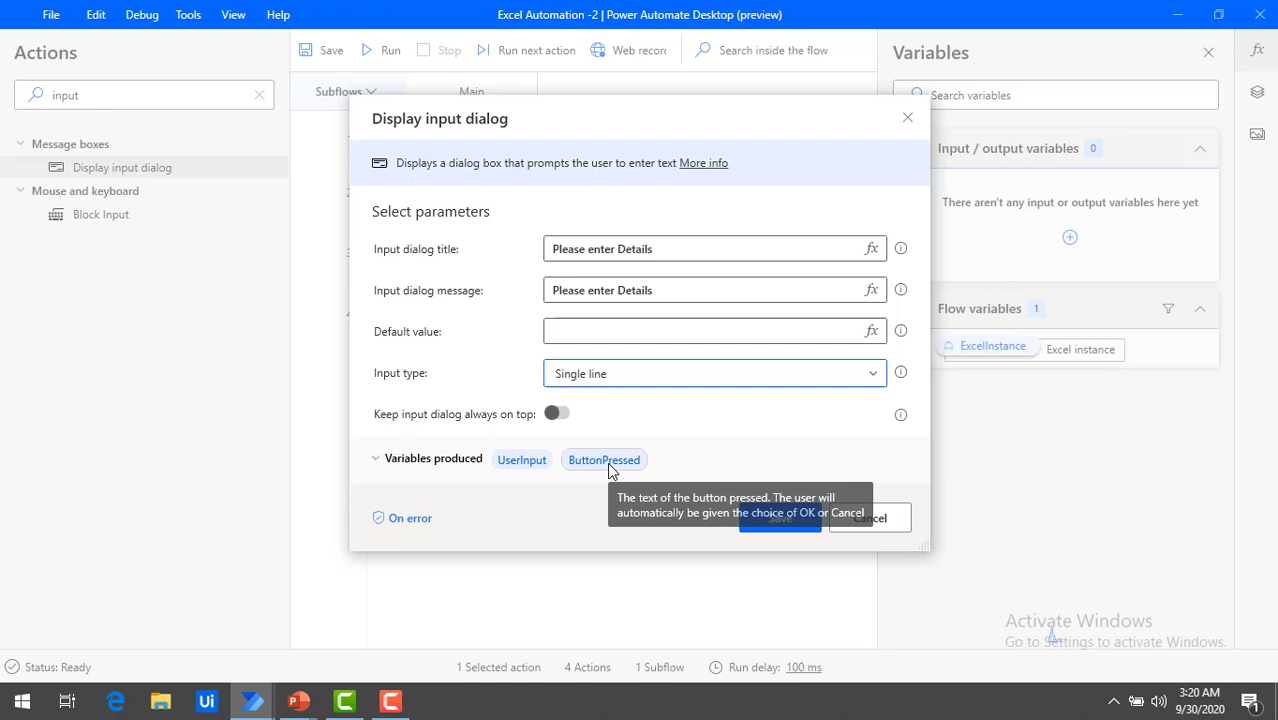 File Edit Debug Tools View Help Excel Automation -2 | Power Automate Desktop (preview)
Actions
input
Message boxes
Display input dialog
Mouse and keyboard
Block Input
Save Run Stop Run next action Web recor Search inside the flow
Subflows Main
Display input dialog
Displays a dialog box that prompts the user to enter text More info
Select parameters
Input dialog title: Please enter Details fx
Input dialog message: Please enter Details fx
Default value: fx
Input type: Single line
Keep input dialog always on top:
Variables produced UserInput ButtonPressed
The text of the button pressed. The user will
automatically be given the choice of OK or Cancel
On error Save Cancel
Variables
fx
Search variables
Input / output variables 0
There aren't any input or output variables here yet
Flow variables 1
ExcelInstance Excel instance
Activate Windows
Go to Settings to activate Windows.
Status: Ready 1 Selected action 4 Actions 1 Subflow Run delay: 100 ms
Ui
3:20 AM
9/30/2020
1